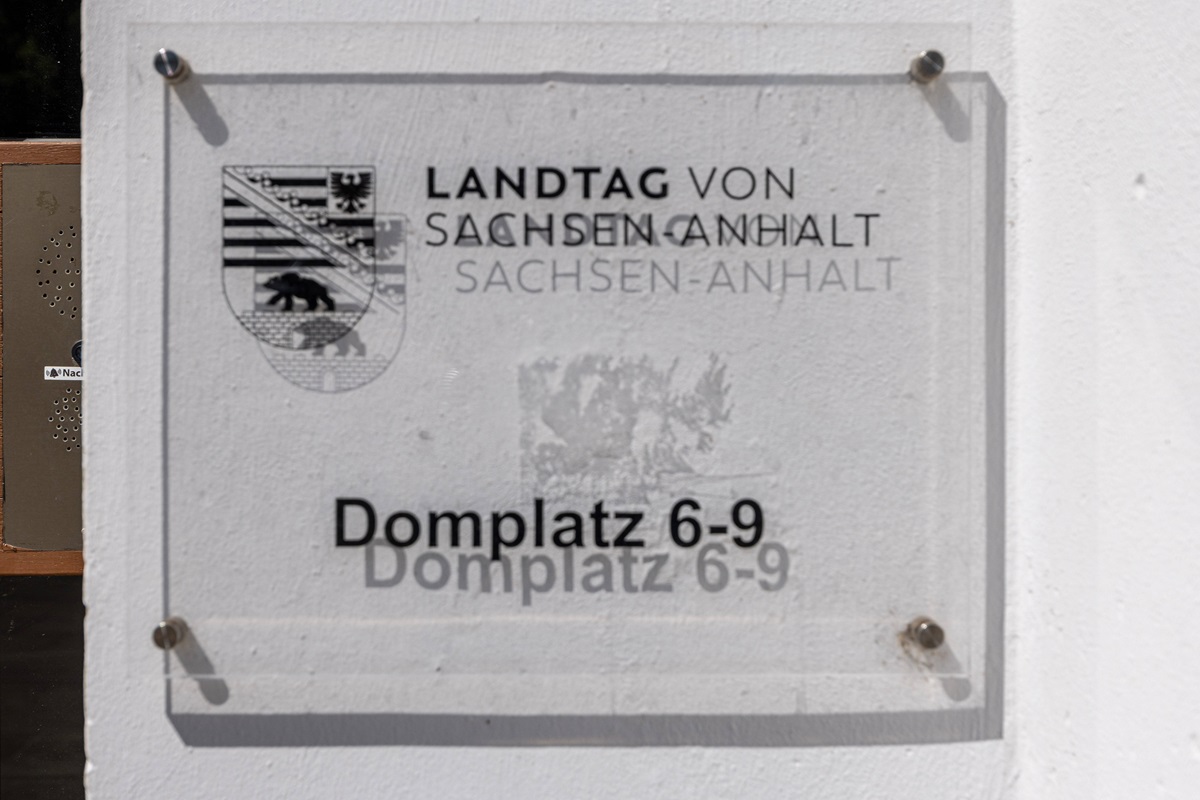 LANDTAG VON
SACHSEN-ANHALT
Domplatz 6-9